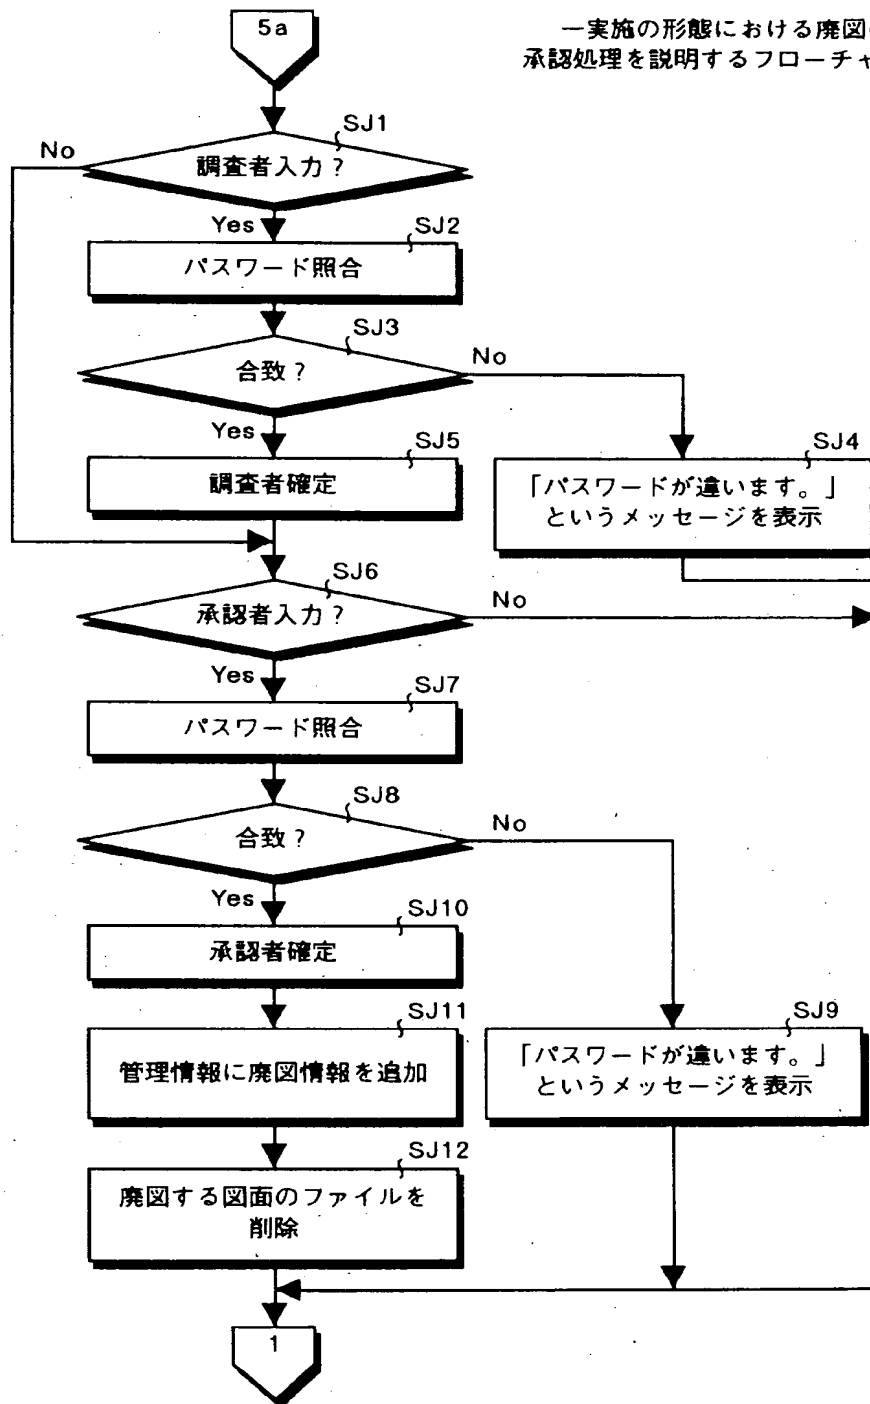 5a
一実施の形態における廃図
承認処理を説明するフローチャ
SJ1
No
調査者入力？
Yes
SJ2
パスワード照合
SJ3
No
合致？
Yes
SJ5
調査者確定
SJ4
「パスワードが違います。」
というメッセージを表示
SJ6
No
承認者入力？
Yes
SJ7
パスワード照合
SJ8
No
合致？
Yes
SJ10
承認者確定
SJ11
管理情報に廃図情報を追加
SJ9
「パスワードが違います。」
というメッセージを表示
SJ12
廃図する図面のファイルを
削除
1